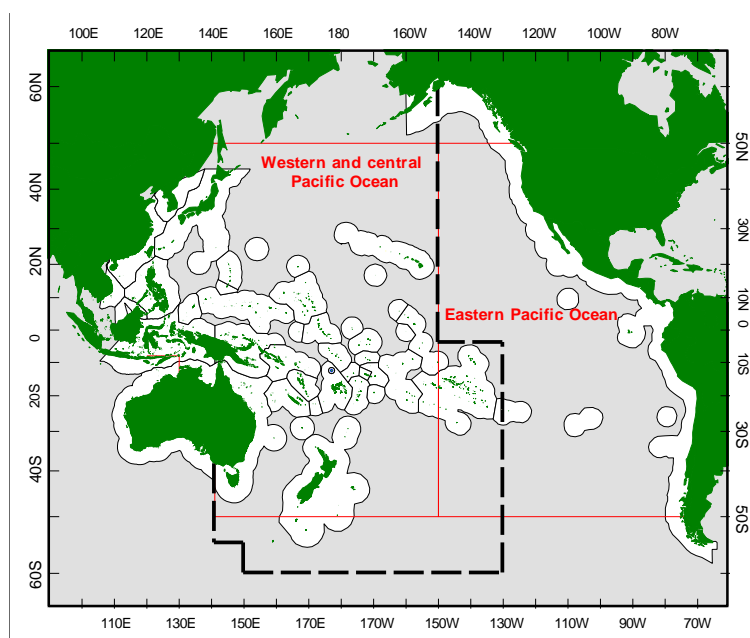 100E 120E 140E 160E 180 160W 140W 120W 100W 80W
60N
50N
Western and central
Pacific Ocean
40N
30N
20N
10N
Eastern Pacific Ocean
0
0
10S
20S
30S
40S
50S
60S
110E 130E 150E 170E 170W 150W 130W 110W 90W 70W